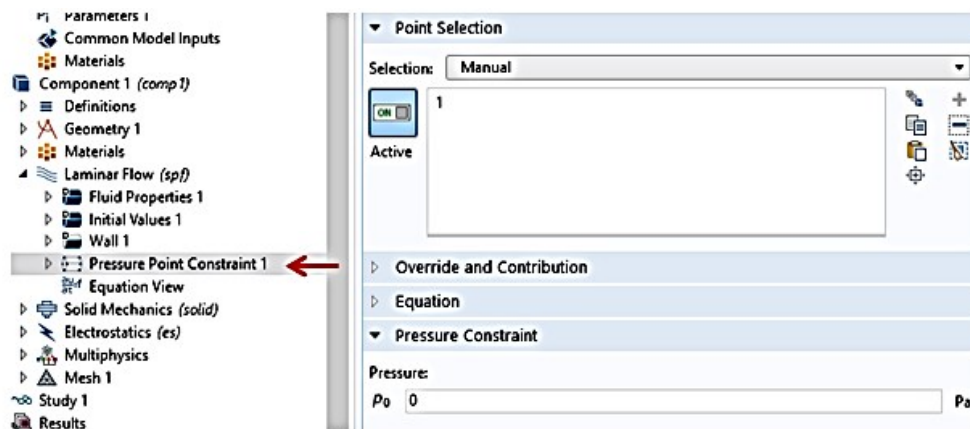 Pi Parameters 1
Common Model Inputs
Materials
Component 1 (comp1)
Definitions
Geometry 1
Materials
Laminar Flow (spf)
Fluid Properties 1
Initial Values 1
Wall 1
Pressure Point Constraint 1
Equation View
Solid Mechanics (solid)
Electrostatics (es)
Multiphysics
Mesh 1
Study 1
Results
Point Selection
Selection: Manual
ON
1
Active
Override and Contribution
Equation
Pressure Constraint
Pressure:
p₀ 0 Pa